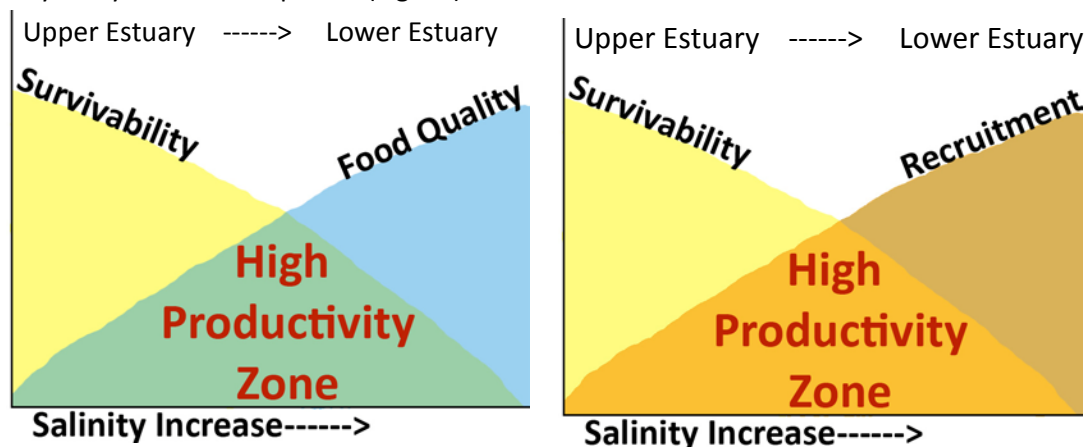 Upper Estuary ------> Lower Estuary
Survivability
Food Quality
High
Productivity
Zone
Salinity Increase------>
Upper Estuary ------> Lower Estuary
Survivability
Recruitment
High
Productivity
Zone
Salinity Increase------>